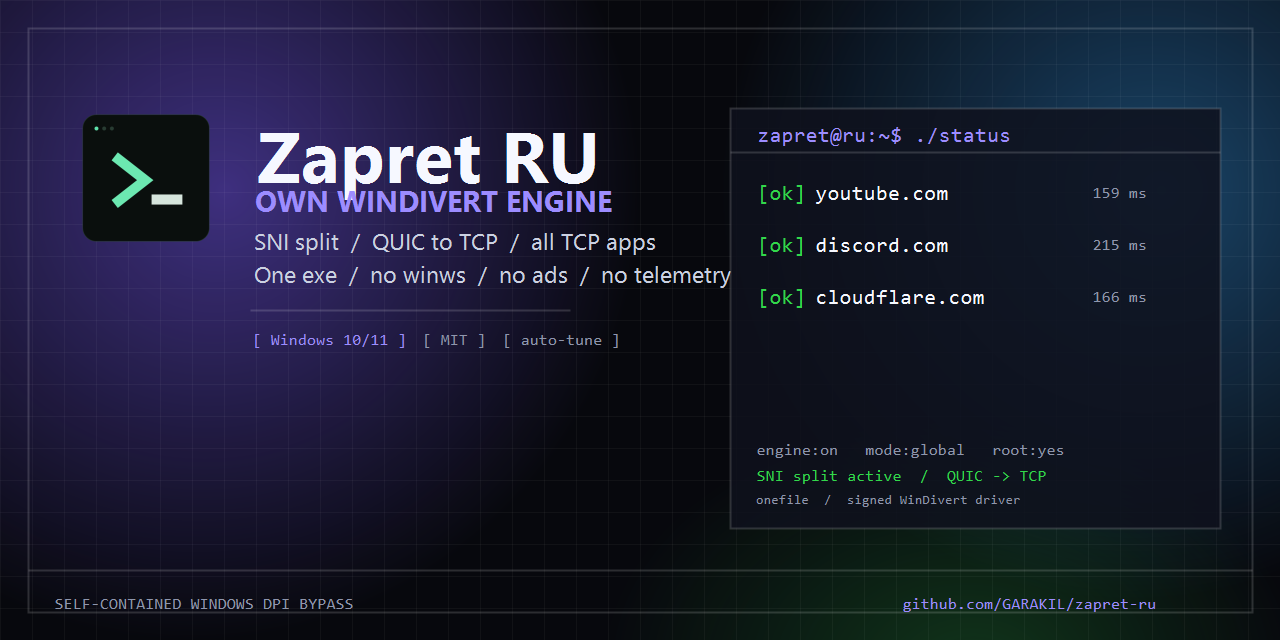 Zapret RU
OWN WINDIVERT ENGINE
SNI split / QUIC to TCP / all TCP apps
One exe / no winws / no ads / no telemetry
[ Windows 10/11 ] [ MIT ] [ auto-tune ]
zapret@ru:~$ ./status
[ok] youtube.com 159 ms
[ok] discord.com 215 ms
[ok] cloudflare.com 166 ms
engine:on mode:global root:yes
SNI split active / QUIC -> TCP
onefile / signed WinDivert driver
SELF-CONTAINED WINDOWS DPI BYPASS
github.com/GARAKIL/zapret-ru